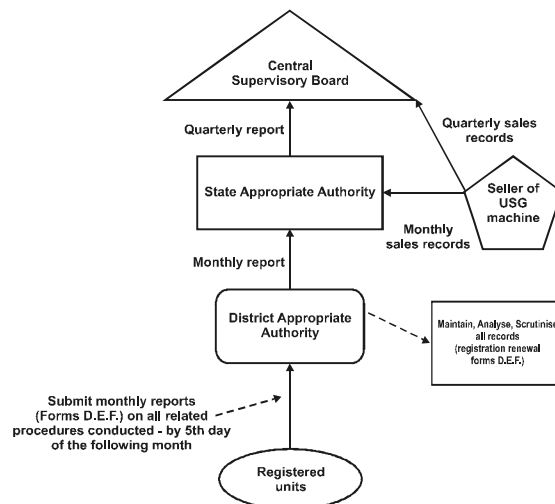 Central
Supervisory Board
Quarterly report
Quarterly sales
records
State Appropriate Authority
Seller of
USG
machine
Monthly
sales records
Monthly report
District Appropriate
Authority
Maintain, Analyse, Scrutinise
all records
(registration renewal
forms D.E.F.)
Submit monthly reports
(Forms D.E.F.) on all related
procedures conducted - by 5th day
of the following month
Registered
units